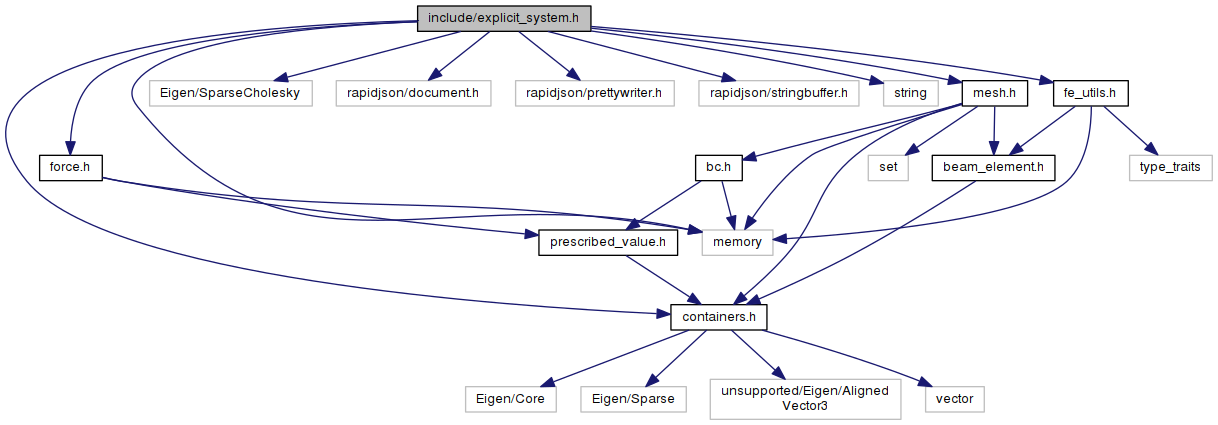 include/explicit_system.h
Eigen/SparseCholesky
rapidjson/document.h
rapidjson/prettywriter.h
rapidjson/stringbuffer.h
string
mesh.h
fe_utils.h
force.h
bc.h
set
beam_element.h
type_traits
prescribed_value.h
memory
containers.h
Eigen/Core
Eigen/Sparse
unsupported/Eigen/Aligned
Vector3
vector